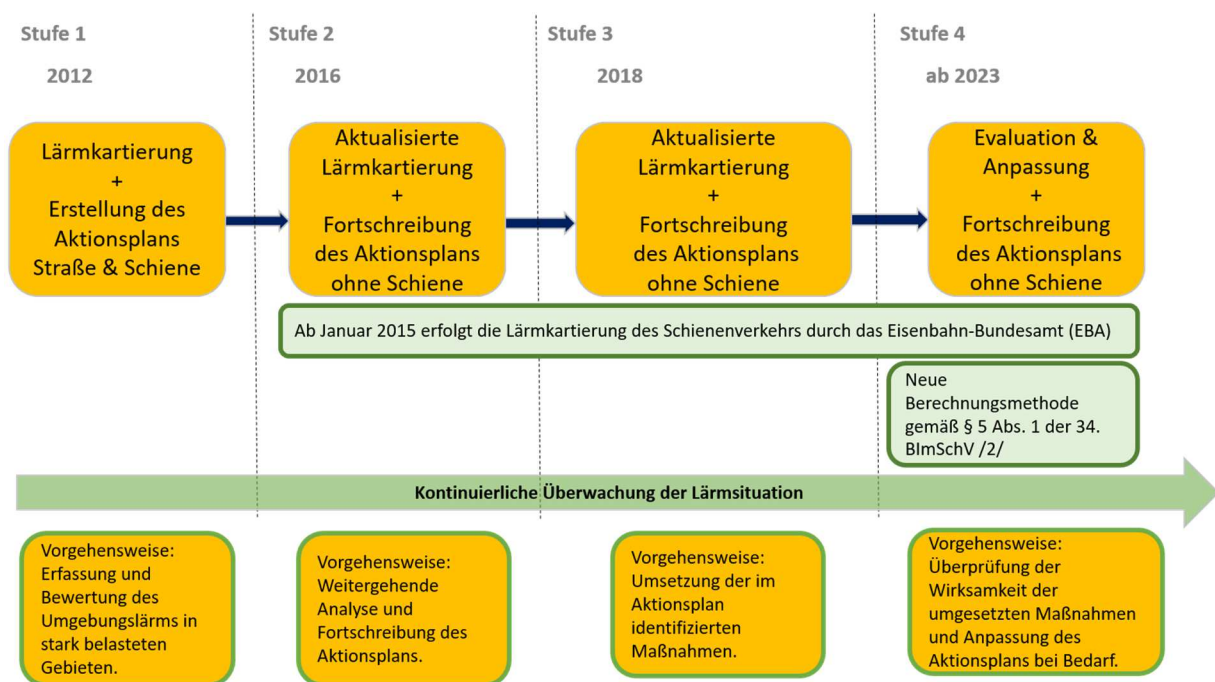 Stufe 1
2012
Stufe 2
2016
Stufe 3
2018
Stufe 4
ab 2023
Lärmkartierung
+
Erstellung des
Aktionsplans
Straße & Schiene
Aktualisierte
Lärmkartierung
+
Fortschreibung
des Aktionsplans
ohne Schiene
Aktualisierte
Lärmkartierung
+
Fortschreibung
des Aktionsplans
ohne Schiene
Evaluation &
Anpassung
+
Fortschreibung
des Aktionsplans
ohne Schiene
Ab Januar 2015 erfolgt die Lärmkartierung des Schienenverkehrs durch das Eisenbahn-Bundesamt (EBA)
Neue
Berechnungsmethode
gemäß § 5 Abs. 1 der 34.
BImSchV /2/
Kontinuierliche Überwachung der Lärmsituation
Vorgehensweise:
Erfassung und
Bewertung des
Umgebungslärms in
stark belasteten
Gebieten.
Vorgehensweise:
Weitergehende
Analyse und
Fortschreibung des
Aktionsplans.
Vorgehensweise:
Umsetzung der im
Aktionsplan
identifizierten
Maßnahmen.
Vorgehensweise:
Überprüfung der
Wirksamkeit der
umgesetzten Maßnahmen
und Anpassung des
Aktionsplans bei Bedarf.